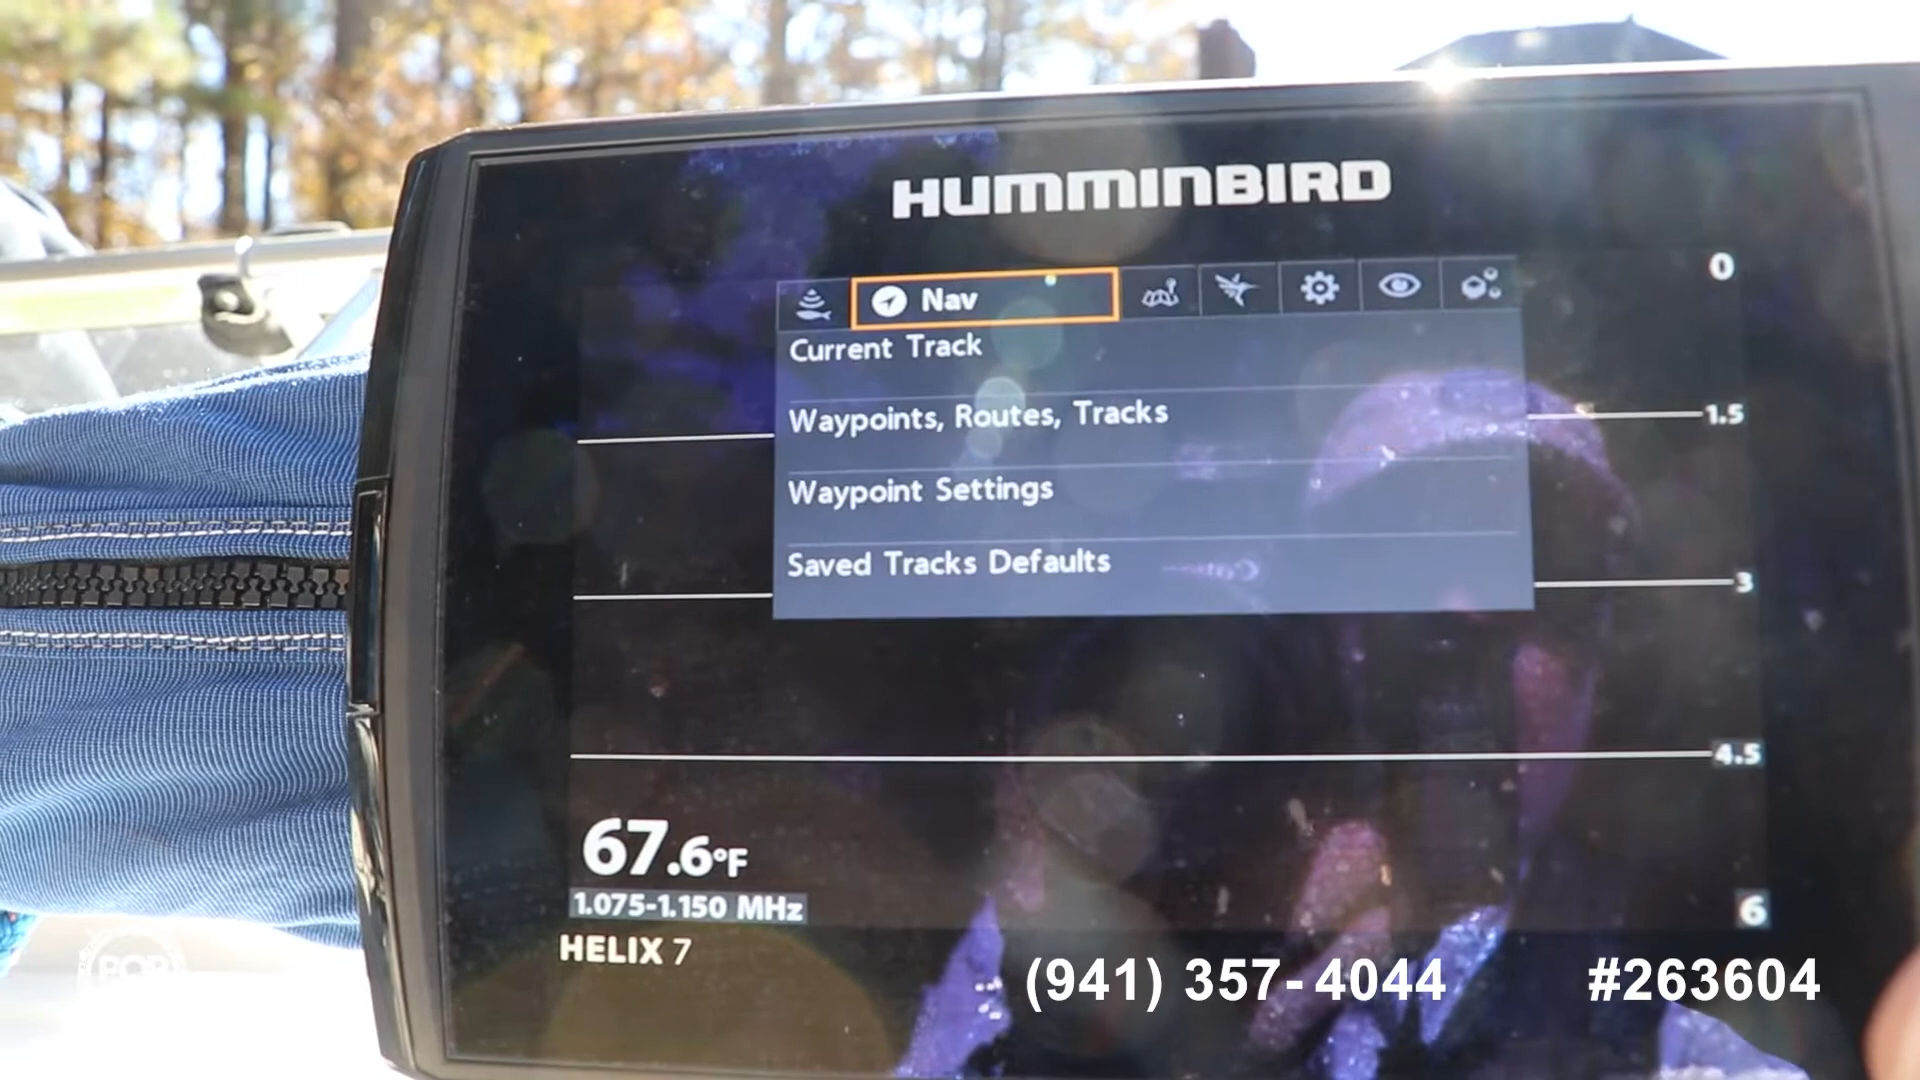 HUMMINBIRD
Nav
0
Current Track
Waypoints, Routes, Tracks
1.5
Waypoint Settings
Saved Tracks Defaults
3
4.5
67.6°F
1.075-1.150 MHz
6
HELIX 7
POP
(941) 357-4044 #263604